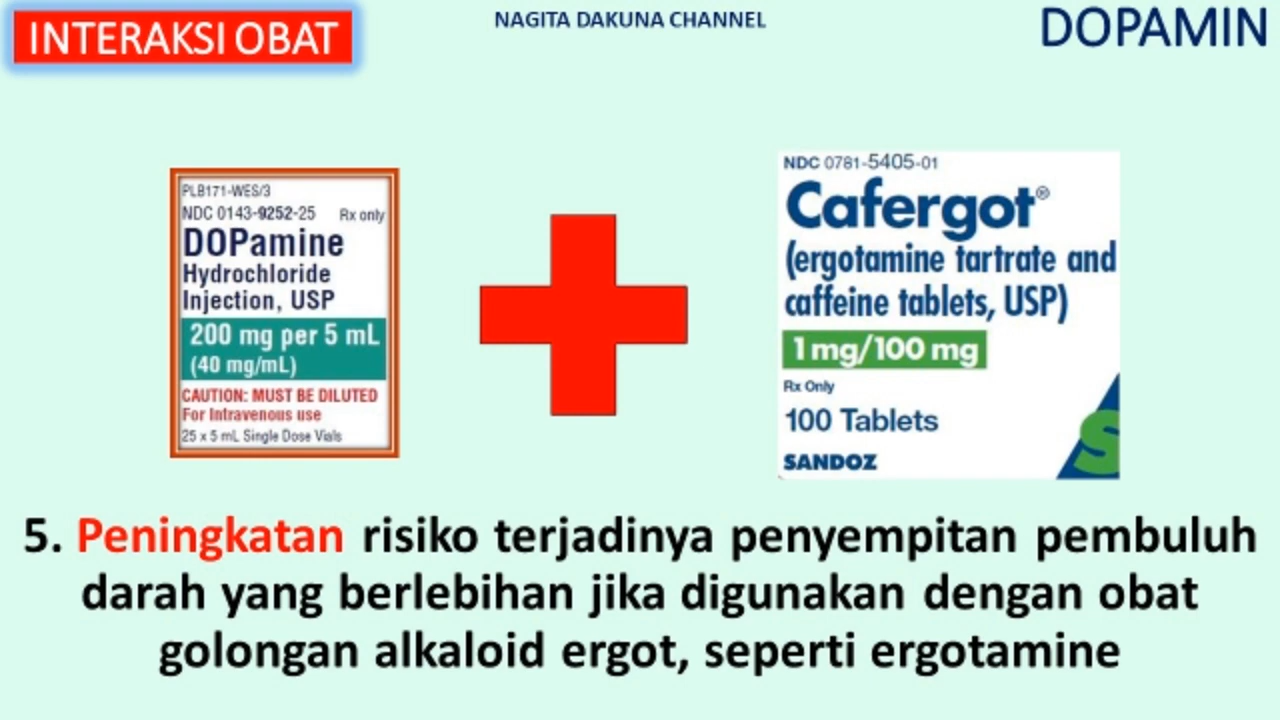 INTERAKSI OBAT
NAGITA DAKUNA CHANNEL
DOPAMIN
PLB171-WES/3
NDC 0143-9252-25 Rx only
DOPamine
Hydrochloride
Injection, USP
200 mg per 5 mL
(40 mg/mL)
CAUTION: MUST BE DILUTED
For Intravenous use
25 x 5 mL Single Dose Vials
NDC 0781-5405-01
Cafergot®
(ergotamine tartrate and
caffeine tablets, USP)
1 mg/100 mg
Rx Only
100 Tablets
SANDOZ
S
5. Peningkatan risiko terjadinya penyempitan pembuluh
darah yang berlebihan jika digunakan dengan obat
golongan alkaloid ergot, seperti ergotamine